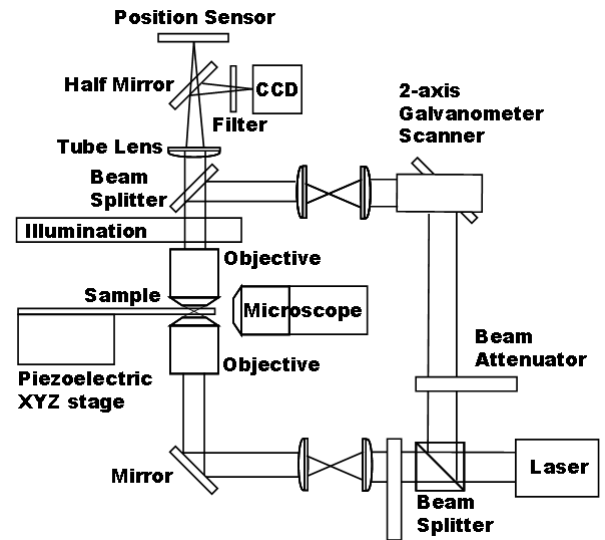 Position Sensor
Half Mirror
CCD
Filter
2-axis
Galvanometer
Scanner
Tube Lens
Beam
Splitter
Illumination
Objective
Sample
Microscope
Beam
Attenuator
Piezoelectric
XYZ stage
Objective
Mirror
Laser
Beam
Splitter